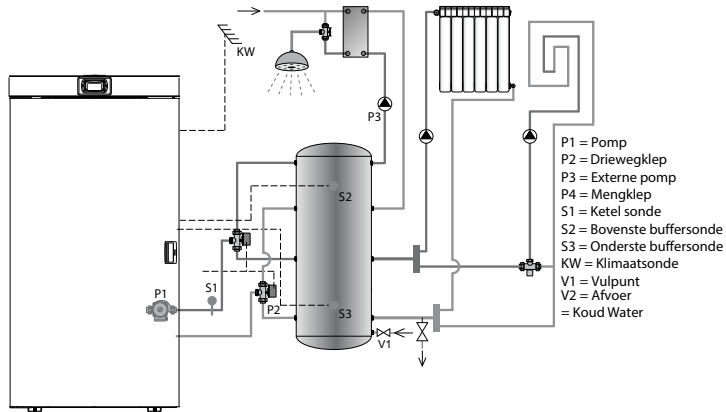 KW
P3
S2
P1
S1
P2
S3
V1
P1 = Pomp
P2 = Driewegklep
P3 = Externe pomp
P4 = Mengklep
S1 = Ketel sonde
S2 = Bovenste buffersonde
S3 = Onderste buffersonde
KW = Klimaatsonde
V1 = Vulpunt
V2 = Afvoer
= Koud Water